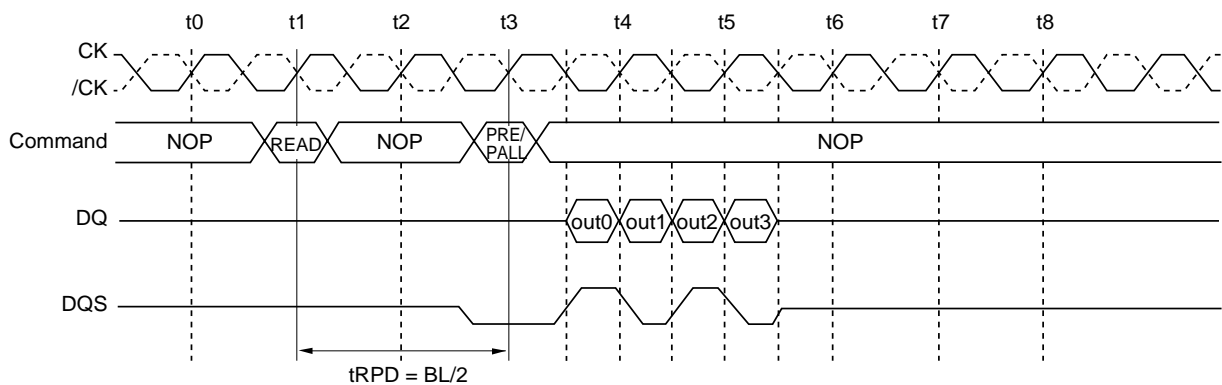 t0 t1 t2 t3 t4 t5 t6 t7 t8
CK
/CK
Command NOP READ NOP PRE/
PALL NOP
DQ out0 out1 out2 out3
DQS
tRPD = BL/2